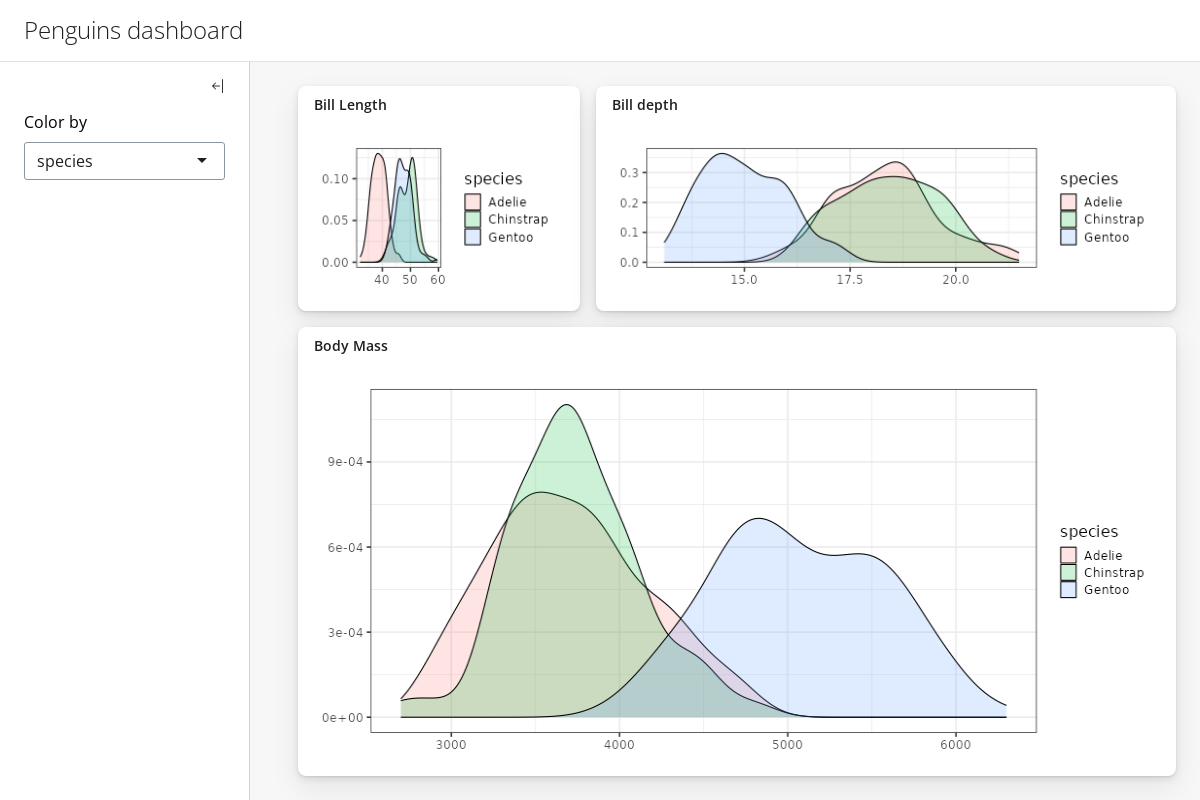 Penguins dashboard
Color by
species
Bill Length
0.10
0.05
0.00
40 50 60
species
Adelie
Chinstrap
Gentoo
Bill depth
0.3
0.2
0.1
0.0
15.0 17.5 20.0
species
Adelie
Chinstrap
Gentoo
Body Mass
9e-04
6e-04
3e-04
0e+00
3000 4000 5000 6000
species
Adelie
Chinstrap
Gentoo